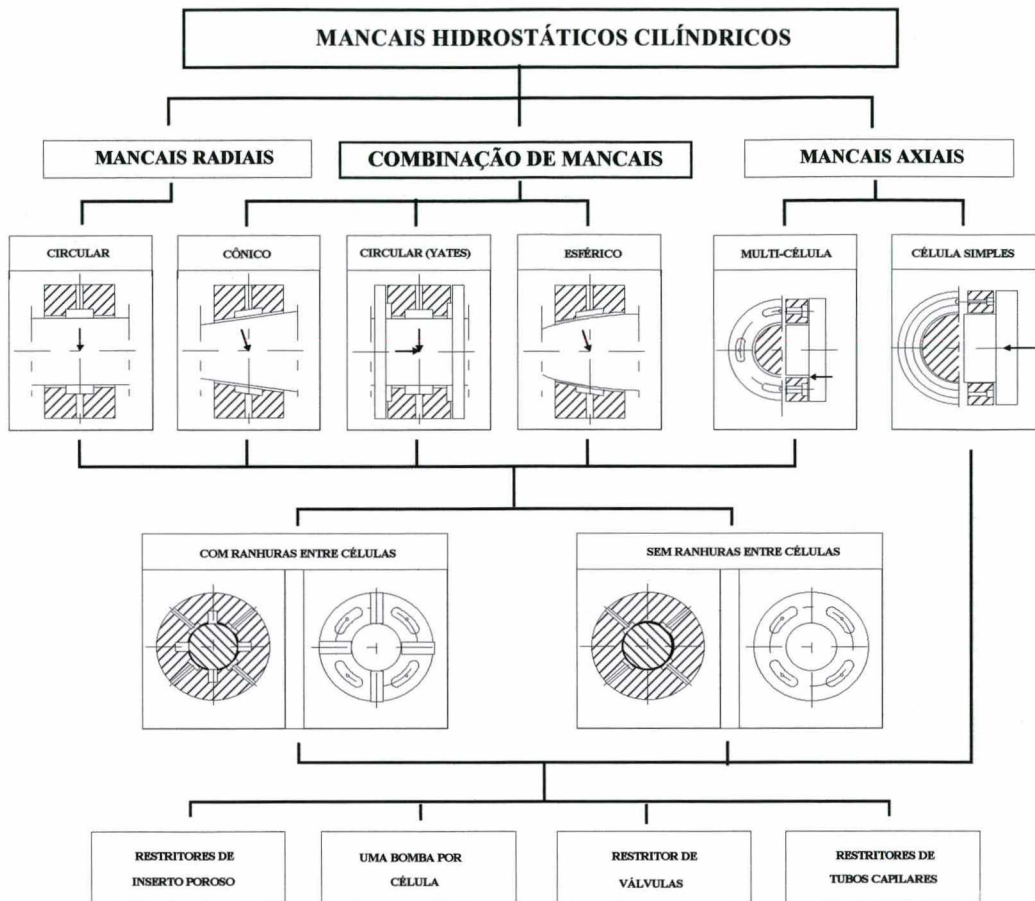 MANCAIS HIDROSTÁTICOS CILÍNDRICOS
MANCAIS RADIAIS
COMBINAÇÃO DE MANCAIS
MANCAIS AXIAIS
CIRCULAR
CÔNICO
CIRCULAR (YATES)
ESFÉRICO
MULTI-CÉLULA
CÉLULA SIMPLES
COM RANHURAS ENTRE CÉLULAS
SEM RANHURAS ENTRE CÉLULAS
RESTRITORES DE
INSERTO POROSO
UMA BOMBA POR
CÉLULA
RESTRITOR DE
VÁLVULAS
RESTRITORES DE
TUBOS CAPILARES